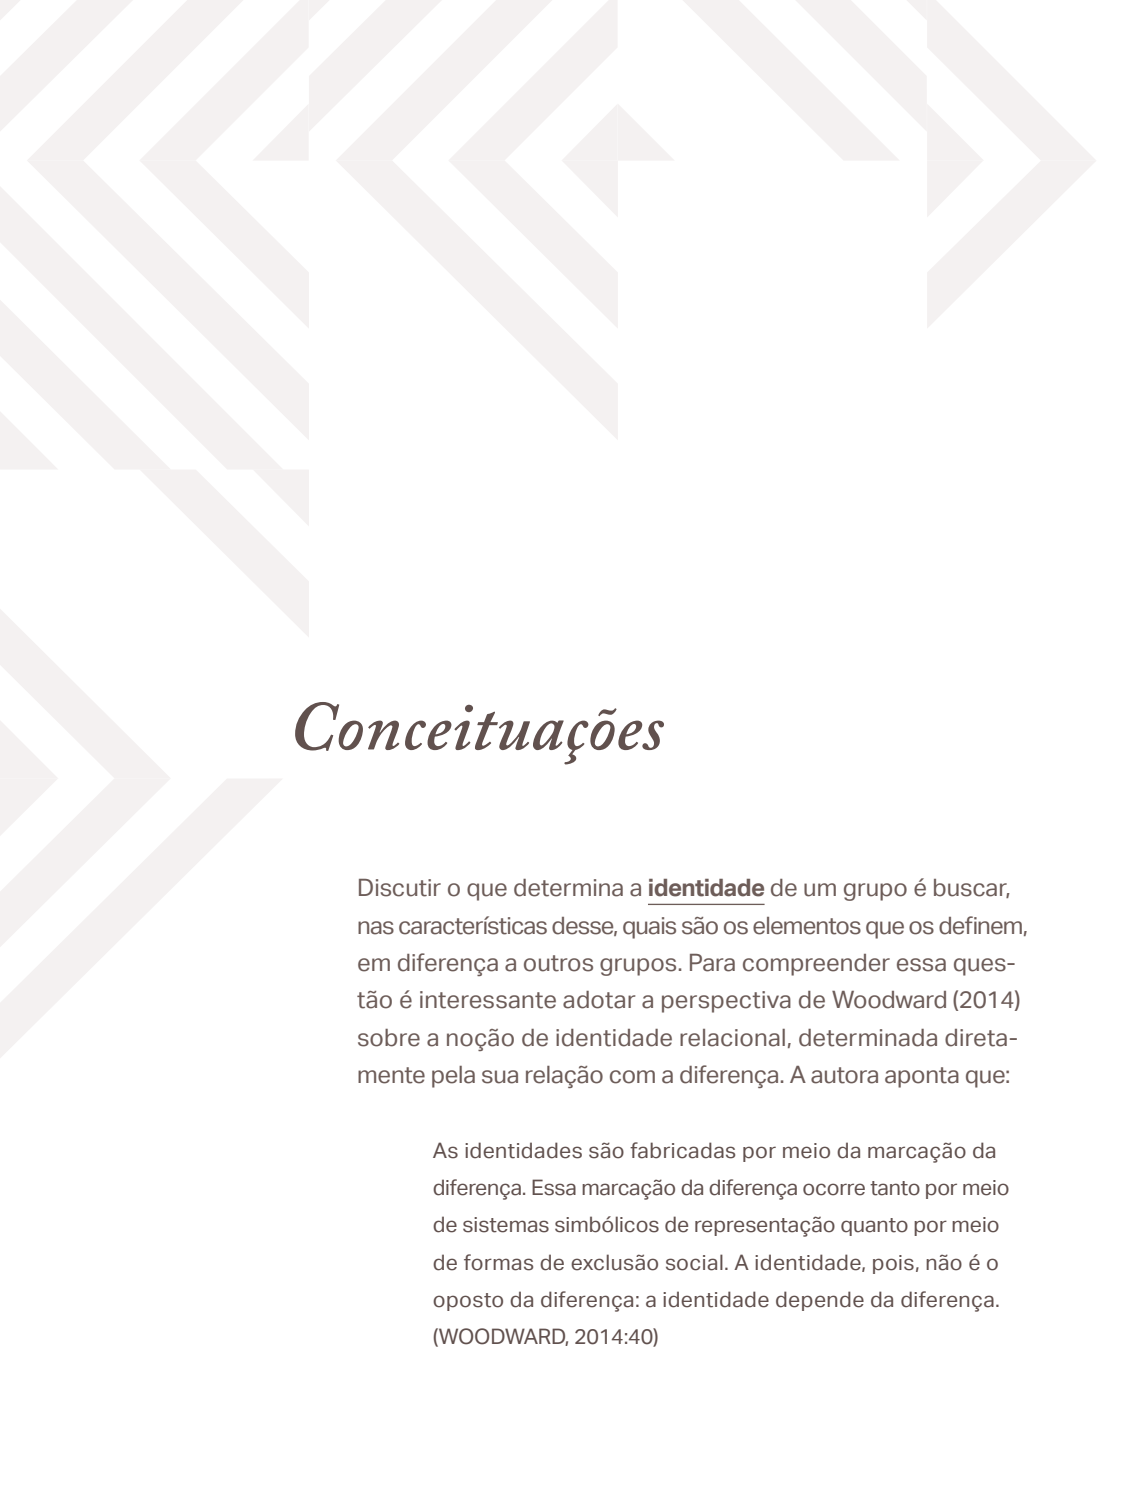 Conceituações
Discutir o que determina a identidade de um grupo é buscar,
nas características desse, quais são os elementos que os definem,
em diferença a outros grupos. Para compreender essa ques-
tão é interessante adotar a perspectiva de Woodward (2014)
sobre a noção de identidade relacional, determinada direta-
mente pela sua relação com a diferença. A autora aponta que:
As identidades são fabricadas por meio da marcação da
diferença. Essa marcação da diferença ocorre tanto por meio
de sistemas simbólicos de representação quanto por meio
de formas de exclusão social. A identidade, pois, não é o
oposto da diferença: a identidade depende da diferença.
(WOODWARD, 2014:40)